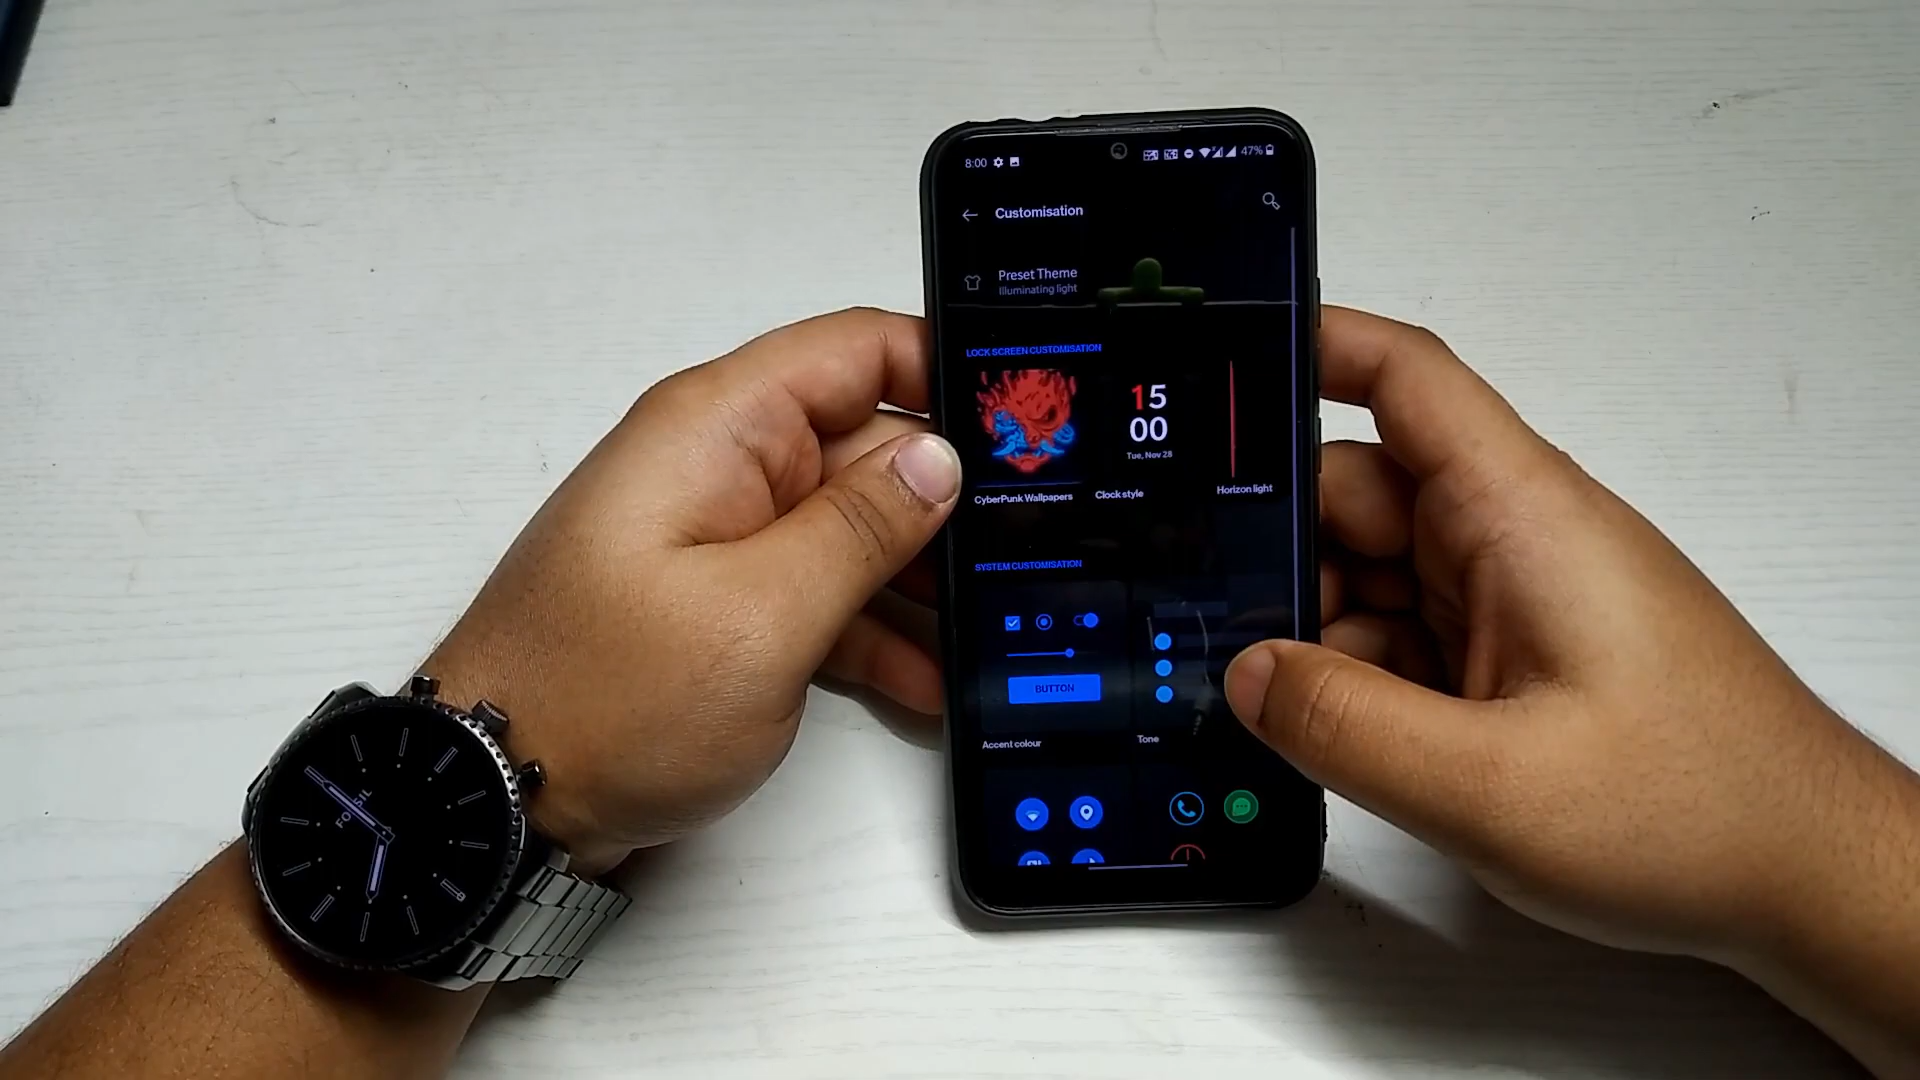 8:00
47%
Customisation
Preset Theme
Illuminating light
LOCK SCREEN CUSTOMISATION
15
00
Tue, Nov 28
CyberPunk Wallpapers
Clock style
Horizon light
SYSTEM CUSTOMISATION
BUTTON
Accent colour
Tone
FOSSIL